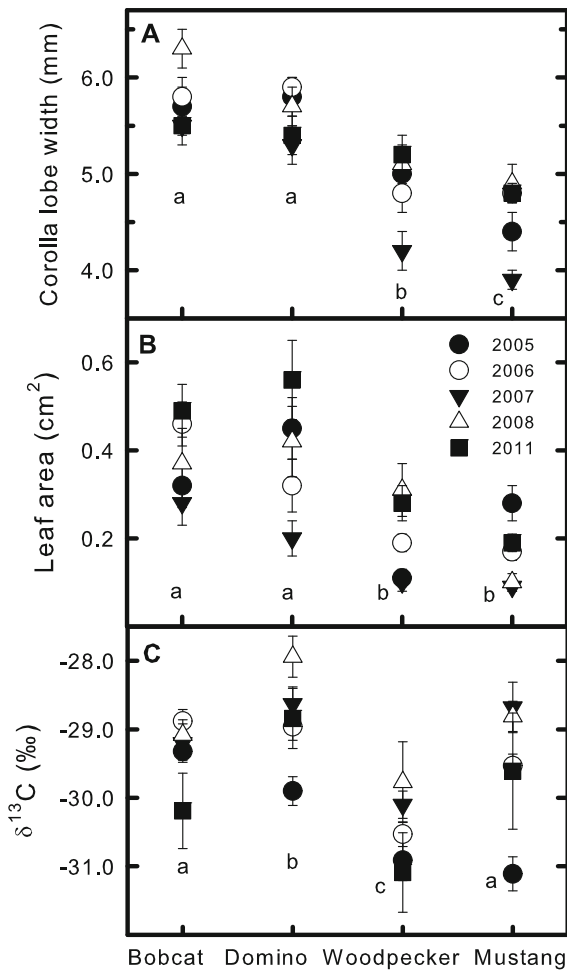 A
Corolla lobe width (mm)
6.0
5.0
4.0
a
a
b
c
B
Leaf area (cm²)
0.6
0.4
0.2
2005
2006
2007
2008
2011
a
a
b
b
C
δ¹³C (‰)
-28.0
-29.0
-30.0
-31.0
a
b
c
a
Bobcat Domino Woodpecker Mustang